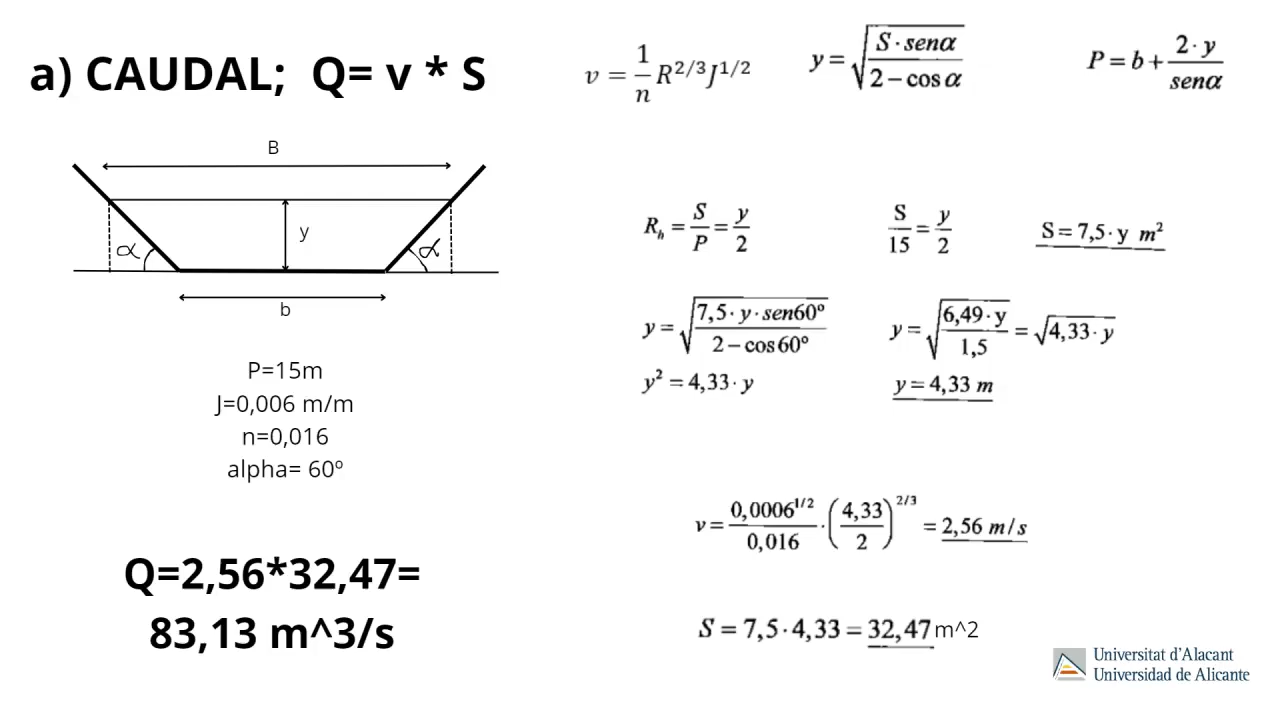 a) CAUDAL; Q= v * S
v = 1/n R^2/3 J^1/2
y = √(S · senα / 2 − cos α)
P = b + 2 · y / senα
B
y
α
α
b
P=15m
J=0,006 m/m
n=0,016
alpha= 60º
Q=2,56*32,47=
83,13 m^3/s
R_h = S/P = y/2
S/15 = y/2
S = 7,5 · y m²
y = √(7,5 · y · sen60º / 2 − cos 60º)
y = √(6,49 · y / 1,5) = √4,33 · y
y² = 4,33 · y
y = 4,33 m
v = 0,0006^1/2 / 0,016 · (4,33 / 2)^2/3 = 2,56 m/s
S = 7,5 · 4,33 = 32,47 m^2
Universitat d'Alacant
Universidad de Alicante